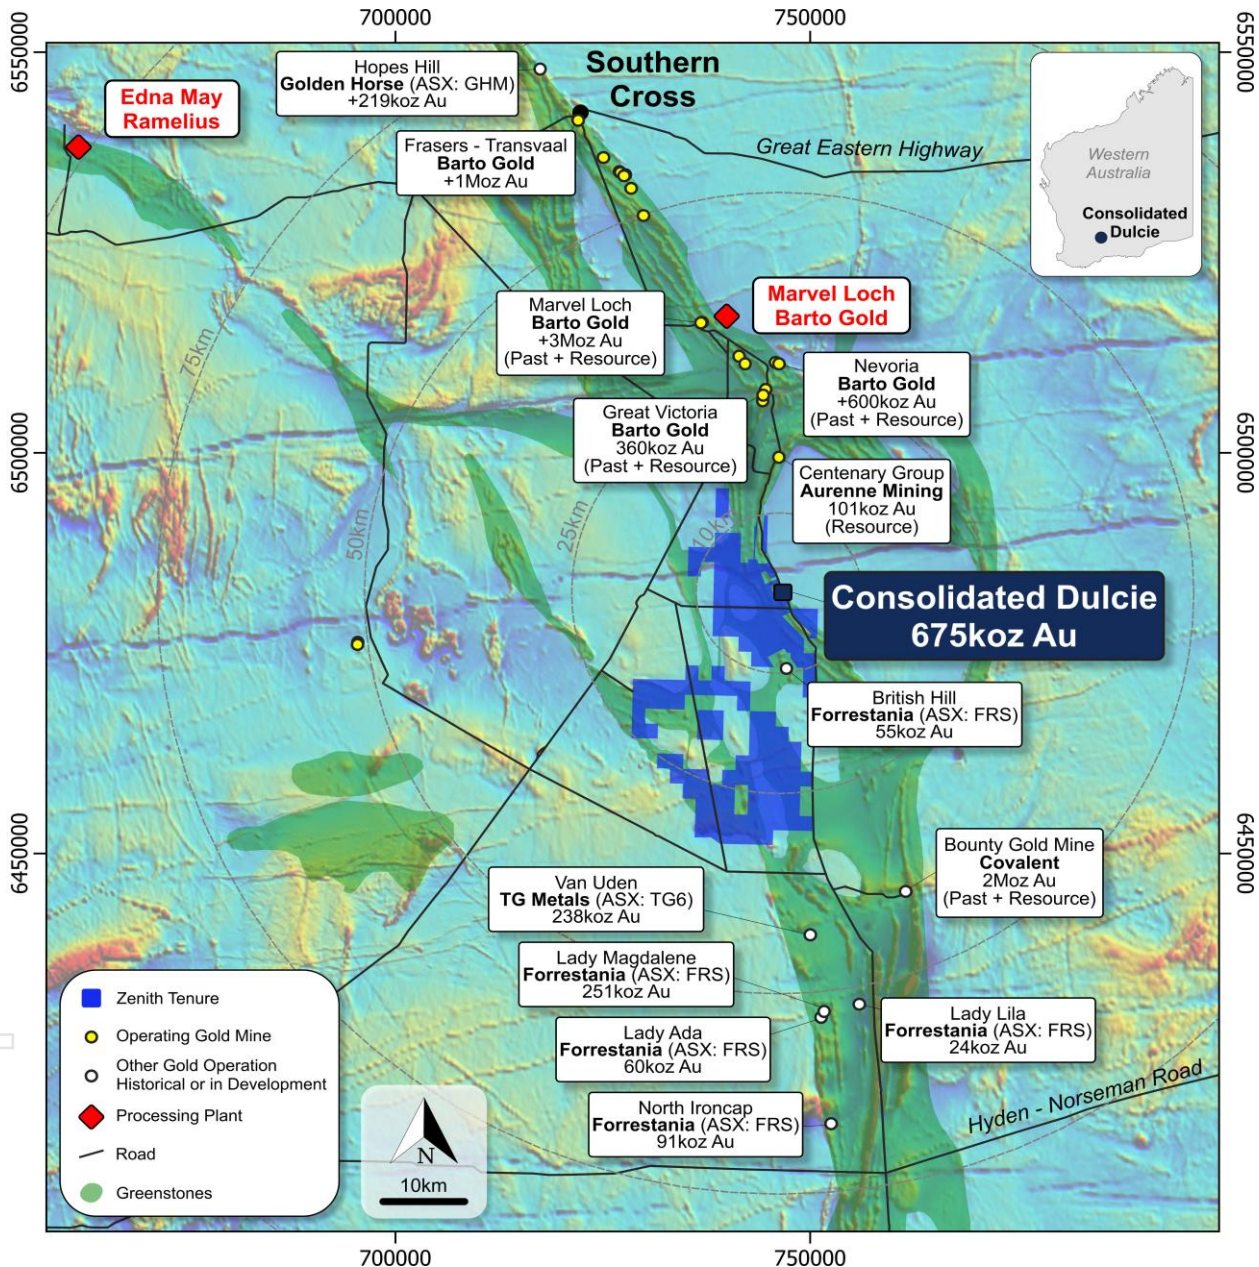 700000
750000
6550000
6550000
Hopes Hill
Golden Horse (ASX: GHM)
+219koz Au
Southern
Cross
Edna May
Ramelius
Frasers - Transvaal
Barto Gold
+1Moz Au
Great Eastern Highway
Western
Australia
Consolidated
Dulcie
Marvel Loch
Barto Gold
+3Moz Au
(Past + Resource)
Marvel Loch
Barto Gold
75km
Nevoria
Barto Gold
+600koz Au
(Past + Resource)
Great Victoria
Barto Gold
360koz Au
(Past + Resource)
6500000
6500000
Centenary Group
Aurenne Mining
101koz Au
(Resource)
50km
25km
10km
Consolidated Dulcie
675koz Au
British Hill
Forrestania (ASX: FRS)
55koz Au
6450000
6450000
Bounty Gold Mine
Covalent
2Moz Au
(Past + Resource)
Van Uden
TG Metals (ASX: TG6)
238koz Au
Lady Magdalene
Forrestania (ASX: FRS)
251koz Au
Lady Lila
Forrestania (ASX: FRS)
24koz Au
Lady Ada
Forrestania (ASX: FRS)
60koz Au
North Ironcap
Forrestania (ASX: FRS)
91koz Au
Hyden - Norseman Road
Zenith Tenure
Operating Gold Mine
Other Gold Operation
Historical or in Development
Processing Plant
Road
Greenstones
N
10km
700000
750000